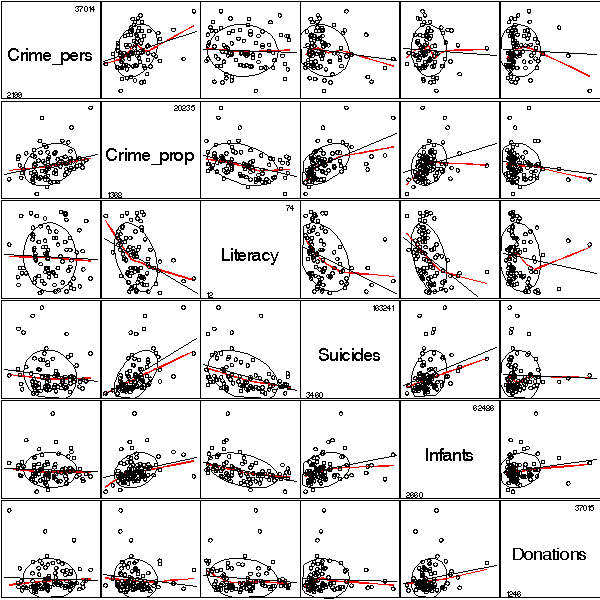 37014
Crime_pers
2199
20235
Crime_prop
1368
74
Literacy
12
163241
Suicides
3460
62486
Infants
2660
37015
Donations
1246